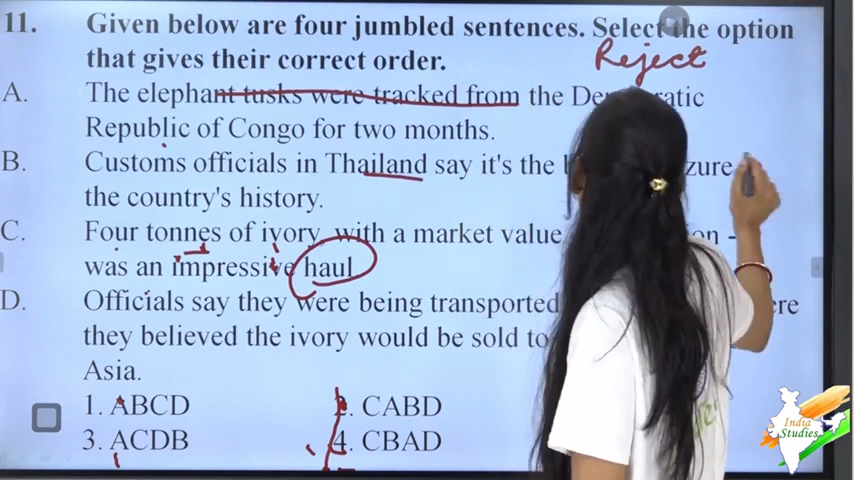 11. Given below are four jumbled sentences. Select the option
that gives their correct order.
Reject
A. The elephant tusks were tracked from the
Republic of Congo for two months.
B. Customs officials in Thailand say it's the
the country's history.
C. Four tonnes of ivory, with a market value
was an impressive haul
D. Officials say they were being transported
they believed the ivory would be sold to
Asia.
1. ABCD 2. CABD
3. ACDB 4. CBAD
India
Studies